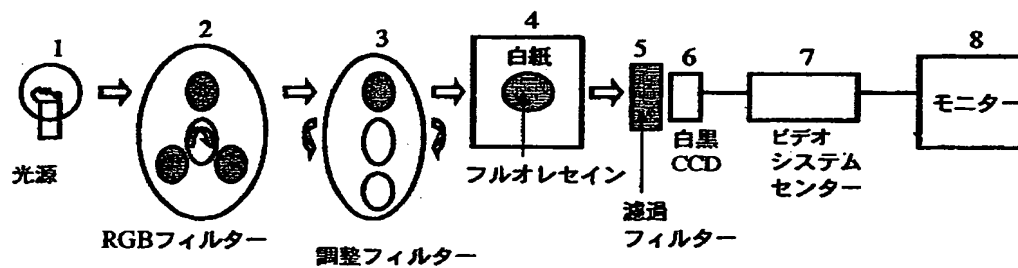 1
2
3
4
5
6
7
8
白紙
モニター
光源
RGBフィルター
調整フィルター
フルオレセイン
濾過
フィルター
白黒
CCD
ビデオ
システム
センター